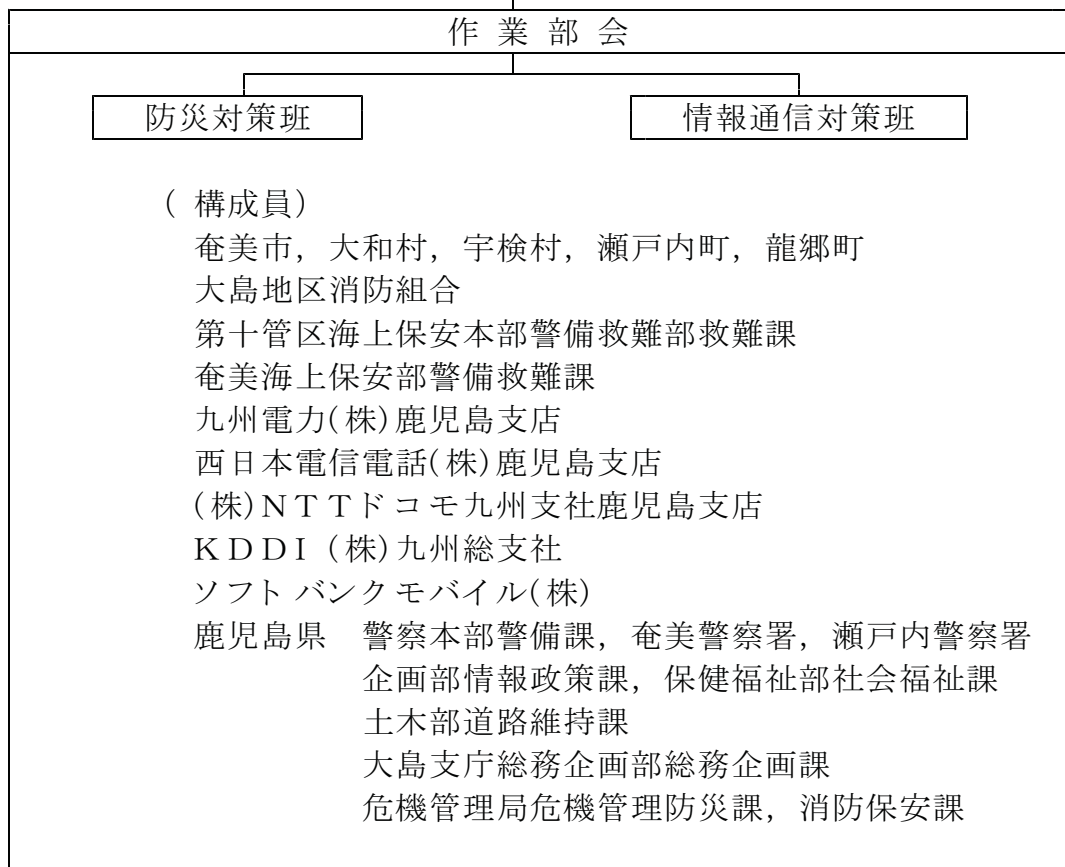 作業部会
防災対策班 情報通信対策班
(構成員)
奄美市，大和村，宇検村，瀬戸内町，龍郷町
大島地区消防組合
第十管区海上保安本部警備救難部救難課
奄美海上保安部警備救難課
九州電力(株)鹿児島支店
西日本電信電話(株)鹿児島支店
(株)ＮＴＴドコモ九州支社鹿児島支店
ＫＤＤＩ(株)九州総支社
ソフトバンクモバイル(株)
鹿児島県　警察本部警備課，奄美警察署，瀬戸内警察署
企画部情報政策課，保健福祉部社会福祉課
土木部道路維持課
大島支庁総務企画部総務企画課
危機管理局危機管理防災課，消防保安課